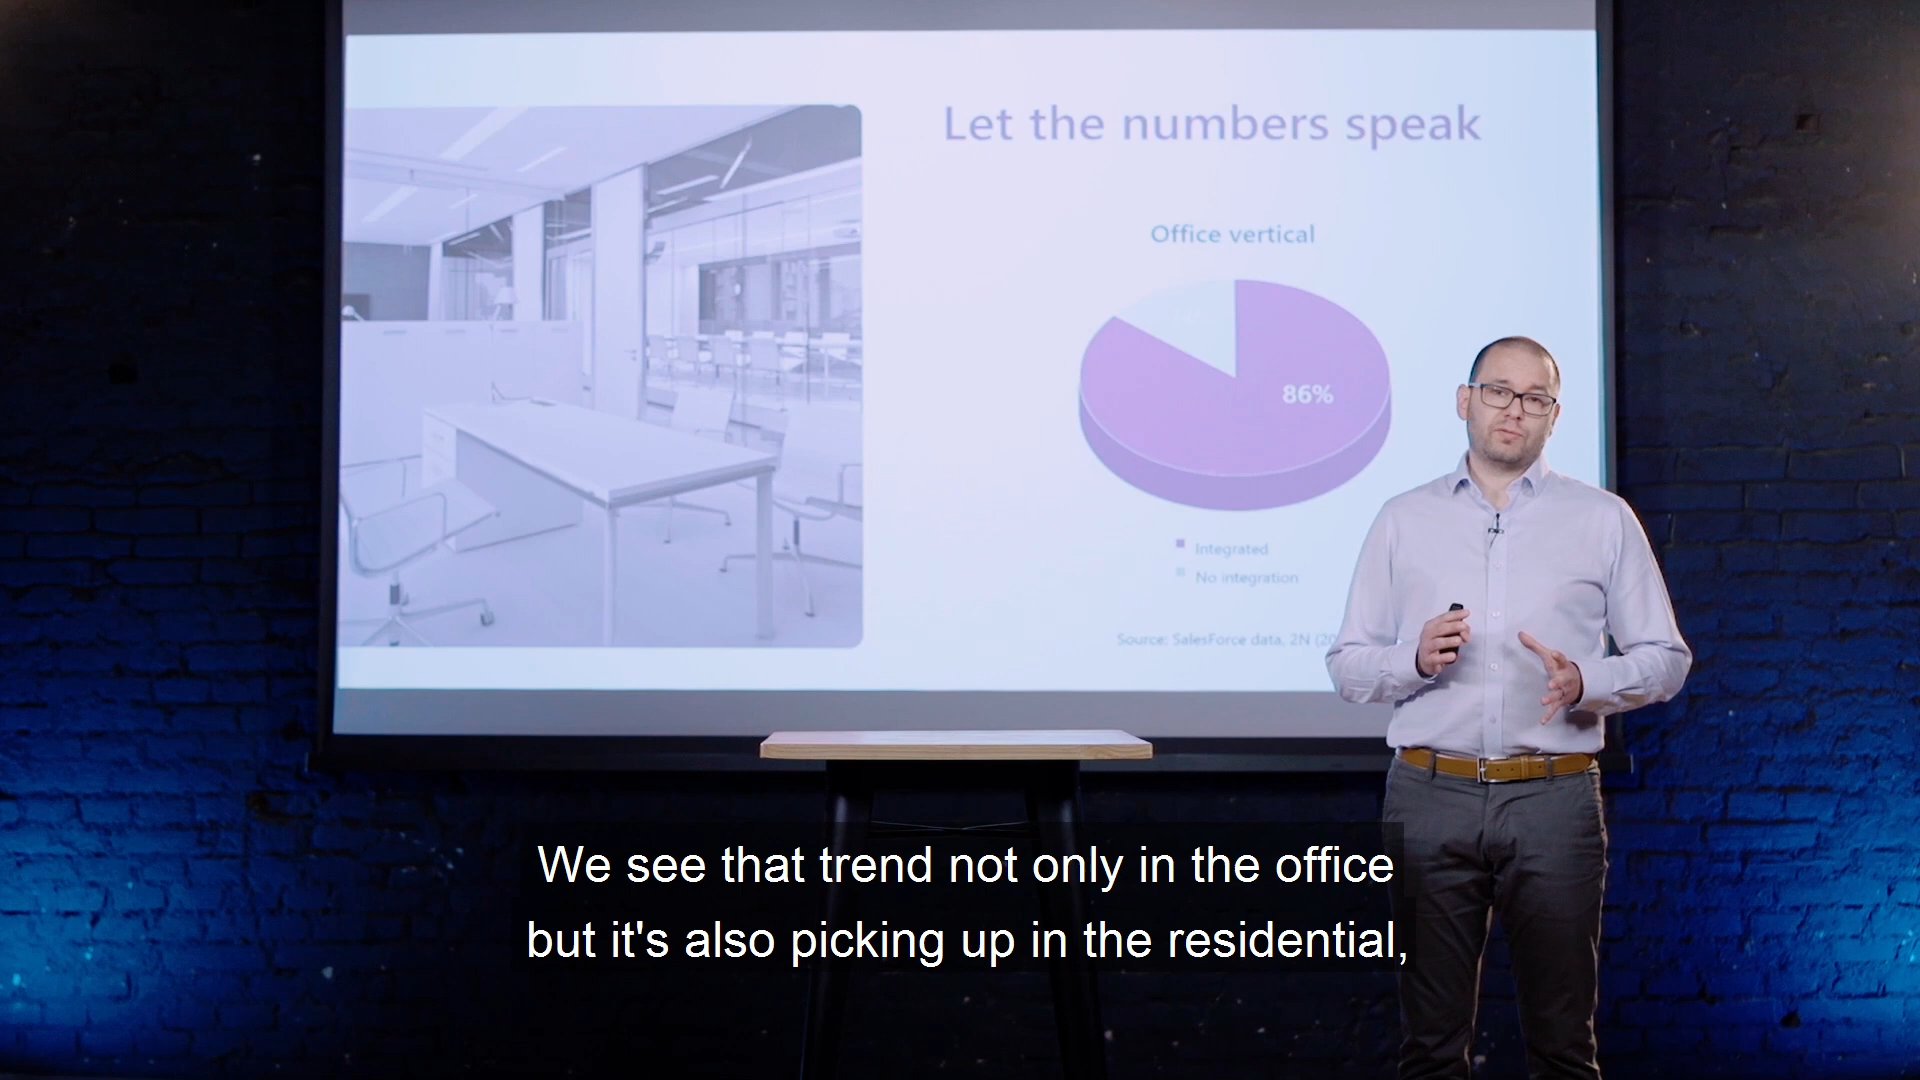 Let the numbers speak
Office vertical
86%
Integrated
No integration
Source: SalesForce data, 2N (20
We see that trend not only in the office
but it's also picking up in the residential,